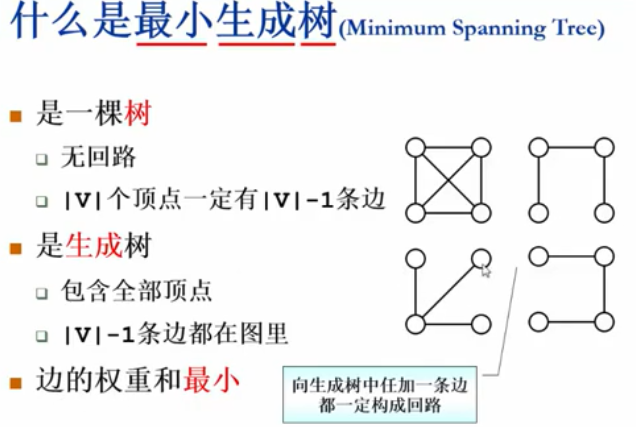 什么是最小生成树(Minimum Spanning Tree)
是一棵树
无回路
|V|个顶点一定有|V|-1条边
是生成树
包含全部顶点
|V|-1条边都在图里
边的权重和最小
向生成树中任加一条边
都一定构成回路